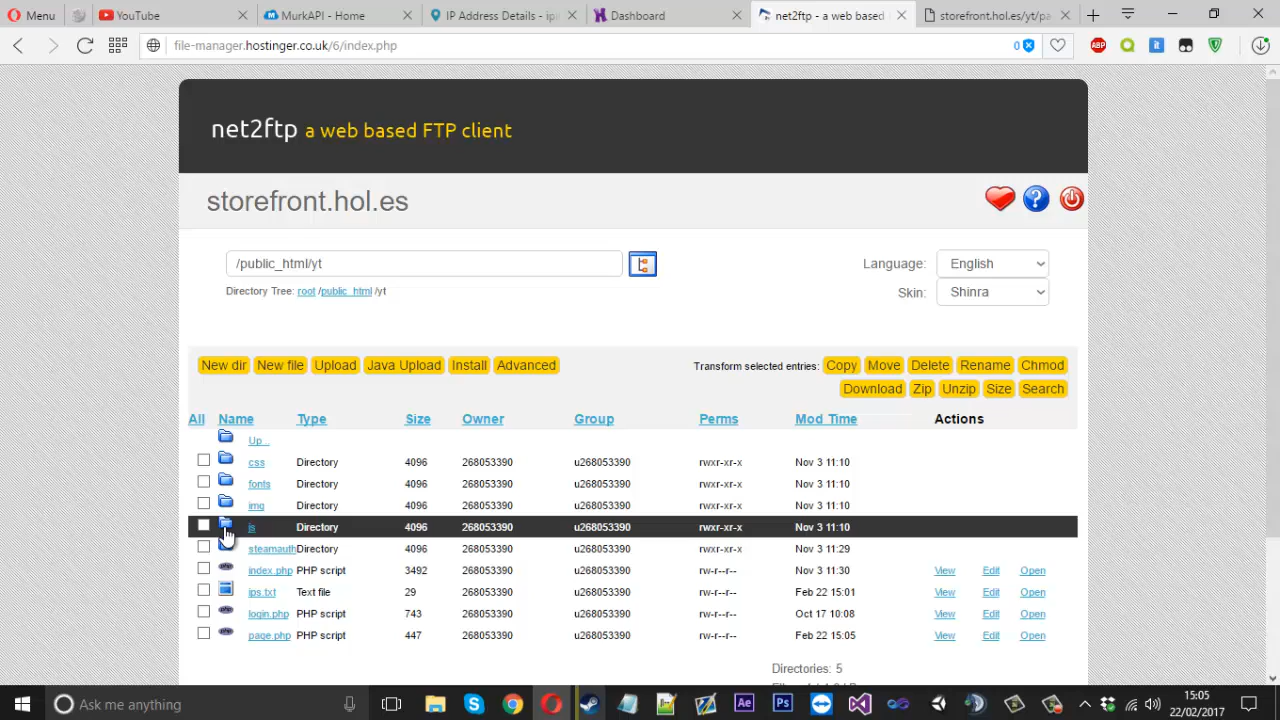 Menu YouTube MurkAPI - Home IP Address Details - ip Dashboard net2ftp - a web based storefront.hol.es/yt/pa
file-manager.hostinger.co.uk/6/index.php 0 ABP it
net2ftp a web based FTP client
storefront.hol.es
/public_html/yt Language: English
Directory Tree: root /public_html /yt Skin: Shinra
New dir New file Upload Java Upload Install Advanced Transform selected entries: Copy Move Delete Rename Chmod
Download Zip Unzip Size Search
All Name Type Size Owner Group Perms Mod Time Actions
Up ..
css Directory 4096 268053390 u268053390 rwxr-xr-x Nov 3 11:10
fonts Directory 4096 268053390 u268053390 rwxr-xr-x Nov 3 11:10
img Directory 4096 268053390 u268053390 rwxr-xr-x Nov 3 11:10
js Directory 4096 268053390 u268053390 rwxr-xr-x Nov 3 11:10
steamauth Directory 4096 268053390 u268053390 rwxr-xr-x Nov 3 11:29
index.php PHP script 3492 268053390 u268053390 rw-r--r-- Nov 3 11:30 View Edit Open
ips.txt Text file 29 268053390 u268053390 rw-r--r-- Feb 22 15:01 View Edit Open
login.php PHP script 743 268053390 u268053390 rw-r--r-- Oct 17 10:08 View Edit Open
page.php PHP script 447 268053390 u268053390 rw-r--r-- Feb 22 15:05 View Edit Open
Directories: 5
Ask me anything Ae Ps 15:05
22/02/2017